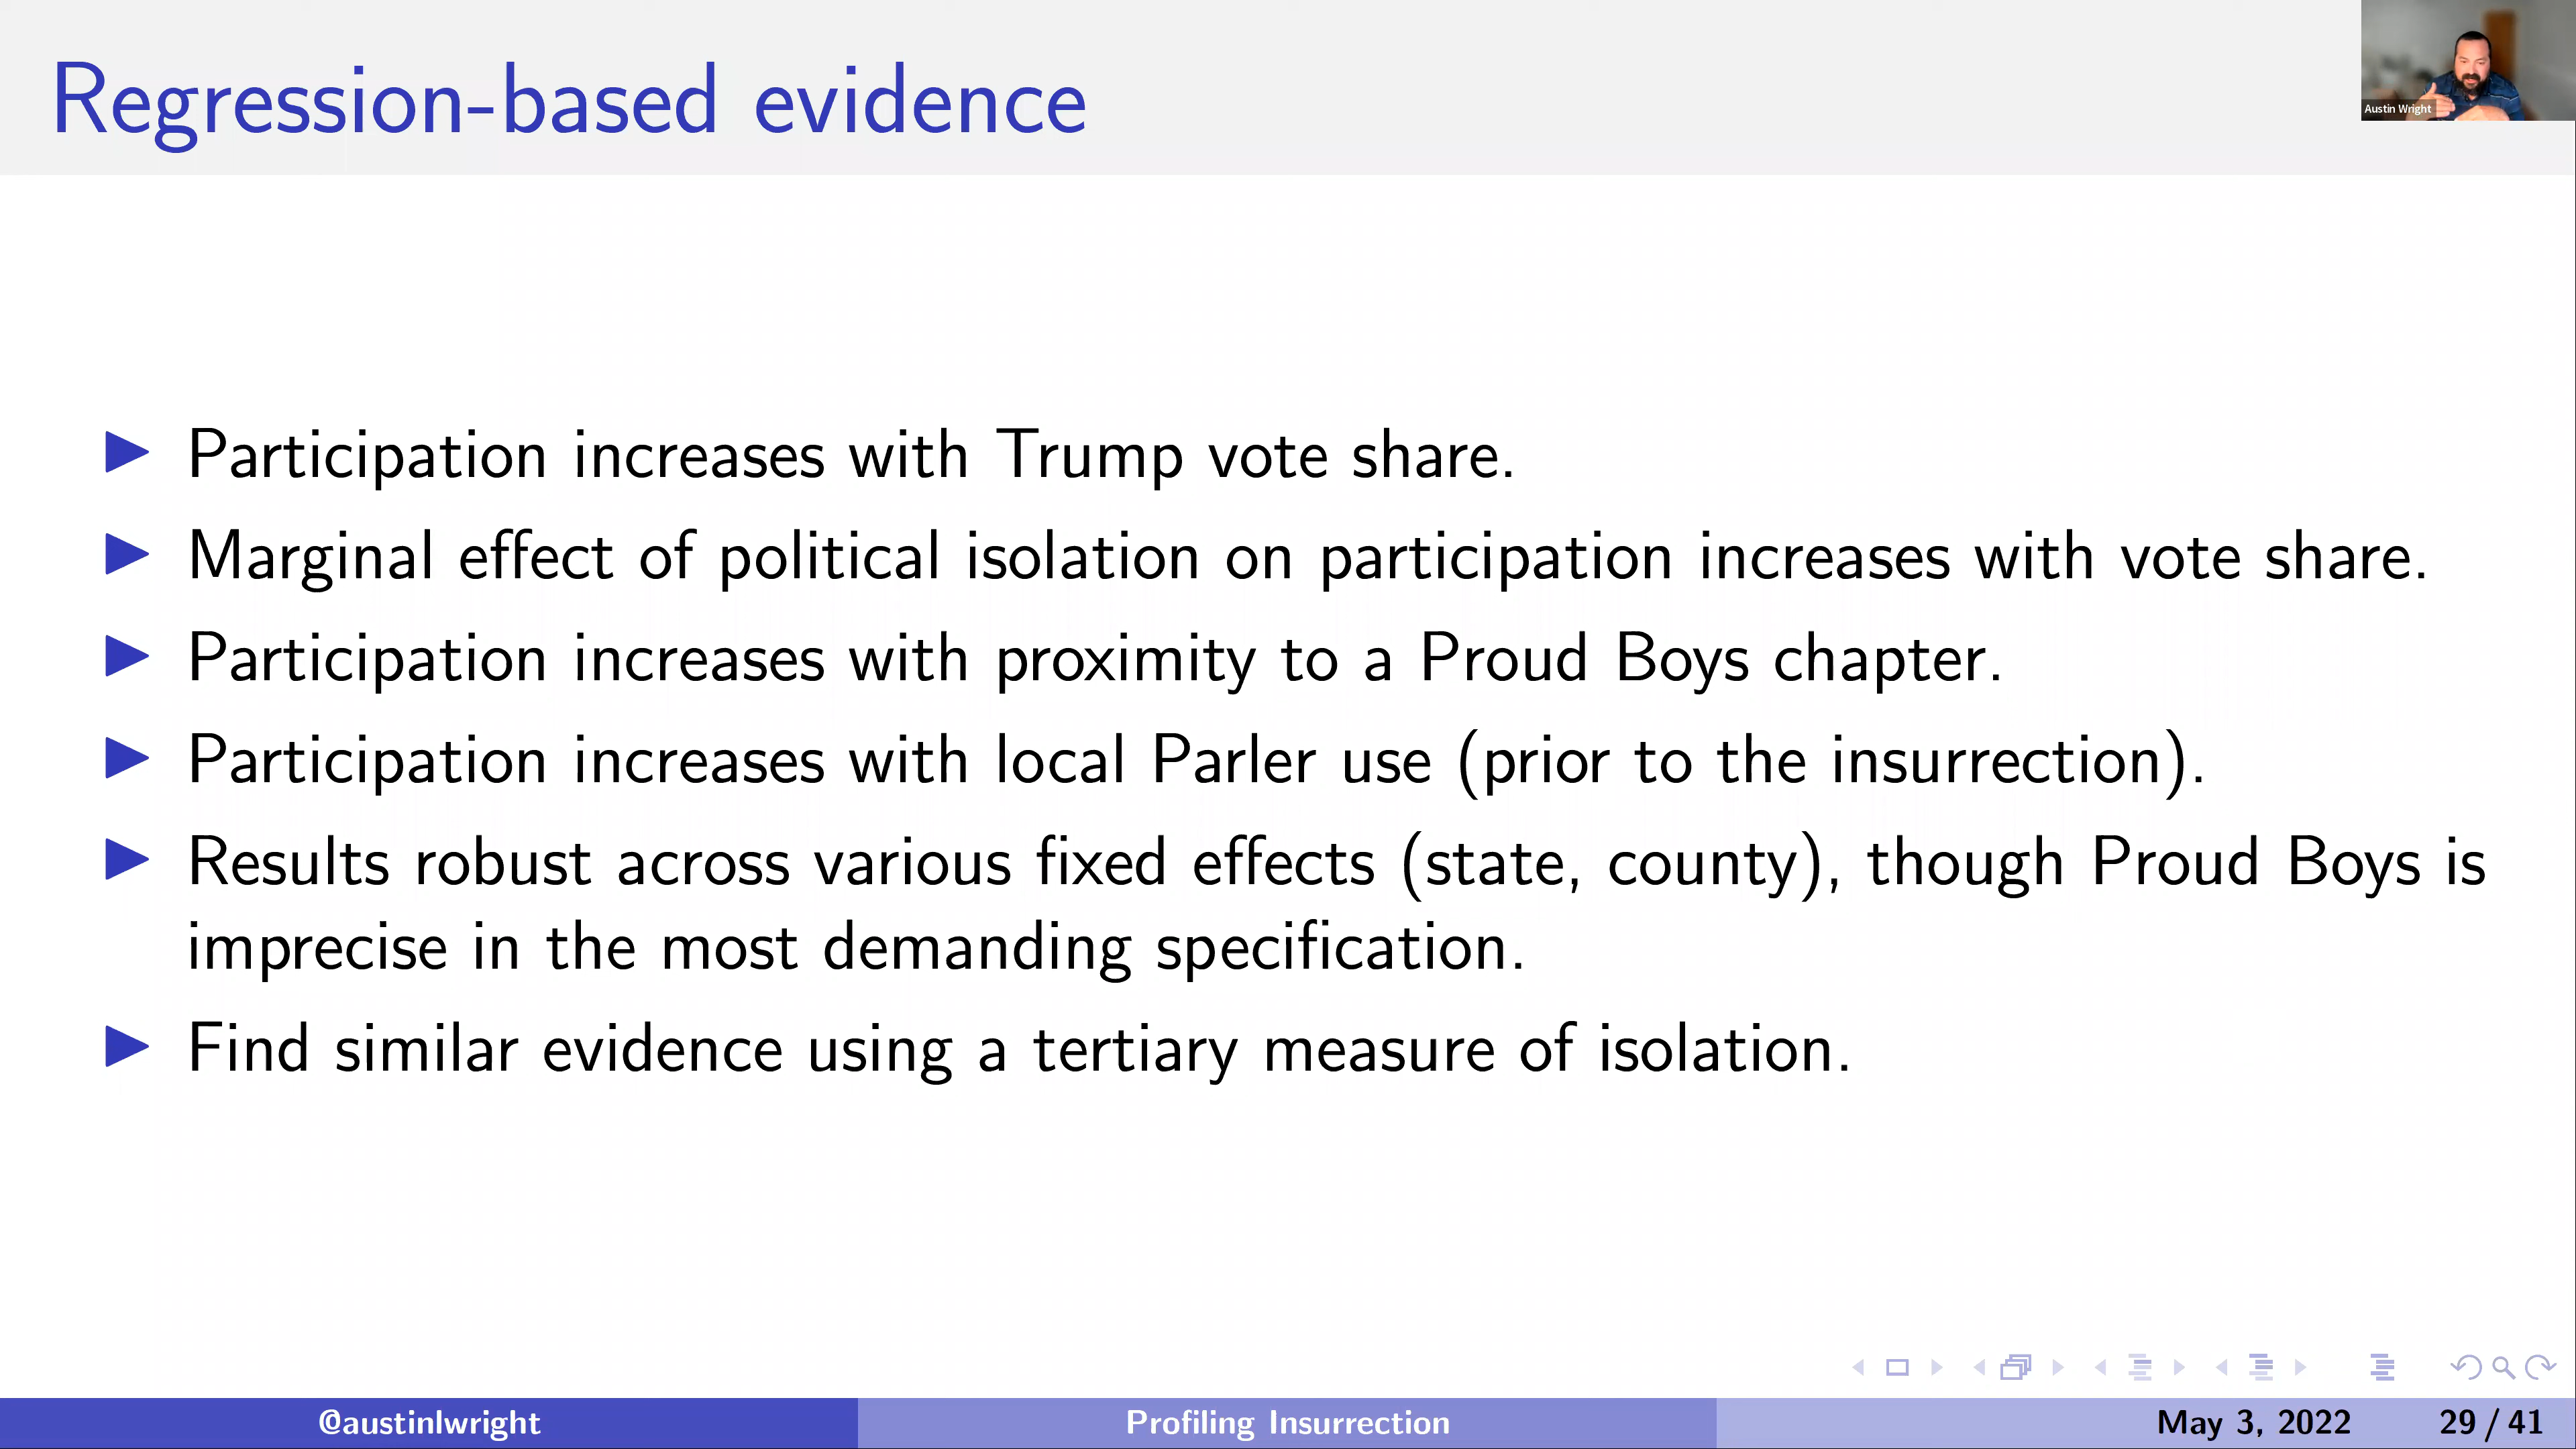 Regression-based evidence
Austin Wright
Participation increases with Trump vote share.
Marginal effect of political isolation on participation increases with vote share.
Participation increases with proximity to a Proud Boys chapter.
Participation increases with local Parler use (prior to the insurrection).
Results robust across various fixed effects (state, county), though Proud Boys is
imprecise in the most demanding specification.
Find similar evidence using a tertiary measure of isolation.
@austinlwright
Profiling Insurrection
May 3, 2022
29 / 41